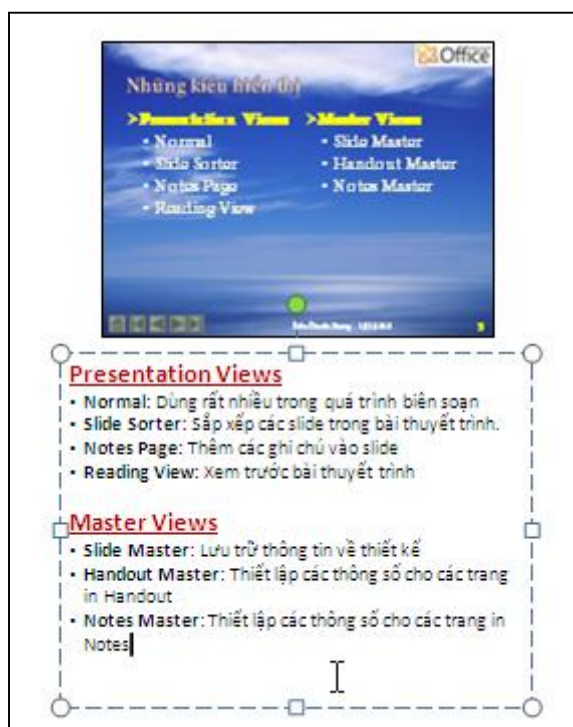 Office
Những kiểu hiển thị
➢Presentation Views
• Normal
• Slide Sorter
• Notes Page
• Reading View
➢Master Views
• Slide Master
• Handout Master
• Notes Master
3
Presentation Views
• Normal: Dùng rất nhiều trong quá trình biên soạn
• Slide Sorter: Sắp xếp các slide trong bài thuyết trình.
• Notes Page: Thêm các ghi chú vào slide
• Reading View: Xem trước bài thuyết trình
Master Views
• Slide Master: Lưu trữ thông tin về thiết kế
• Handout Master: Thiết lập các thông số cho các trang
in Handout
• Notes Master: Thiết lập các thông số cho các trang in
Notes